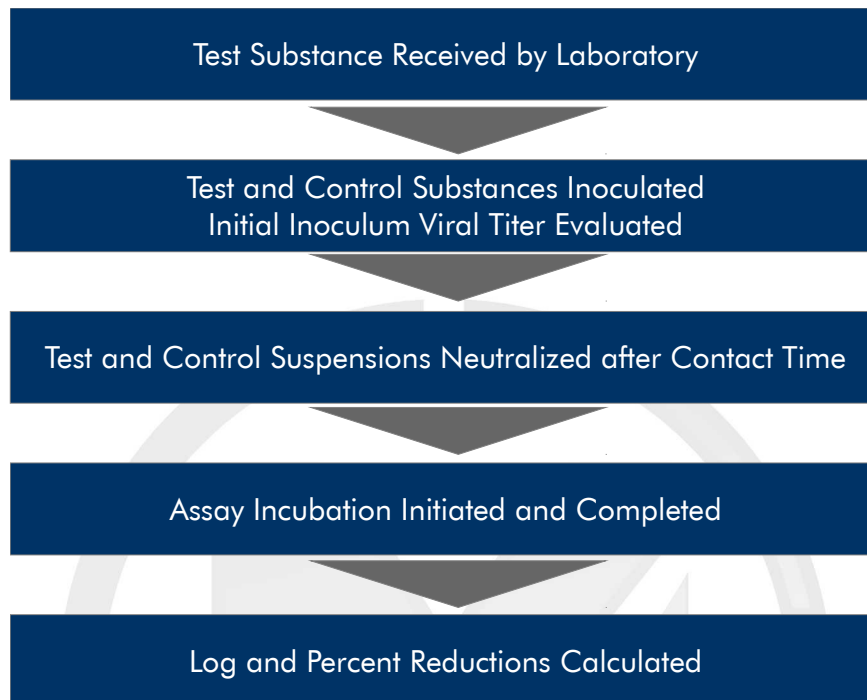 Test Substance Received by Laboratory
Test and Control Substances Inoculated
Initial Inoculum Viral Titer Evaluated
Test and Control Suspensions Neutralized after Contact Time
Assay Incubation Initiated and Completed
Log and Percent Reductions Calculated